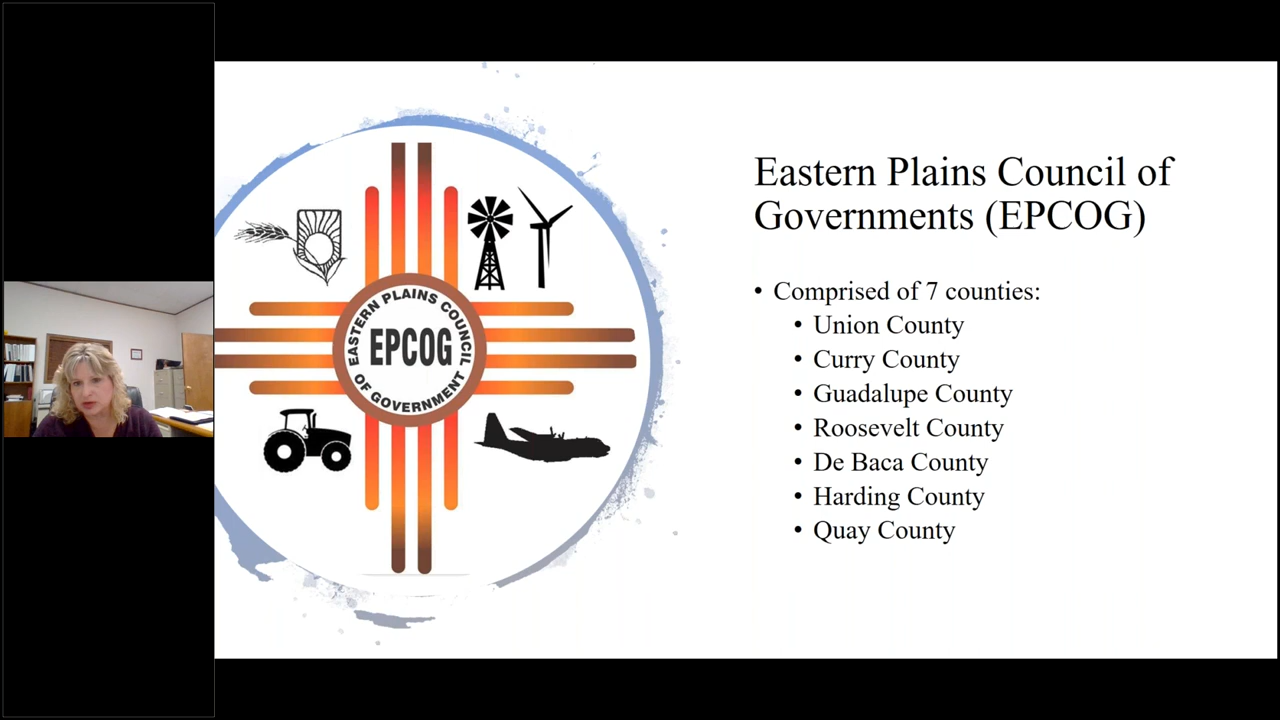 EASTERN PLAINS COUNCIL
EPCOG
OF GOVERNMENT
Eastern Plains Council of
Governments (EPCOG)
• Comprised of 7 counties:
• Union County
• Curry County
• Guadalupe County
• Roosevelt County
• De Baca County
• Harding County
• Quay County